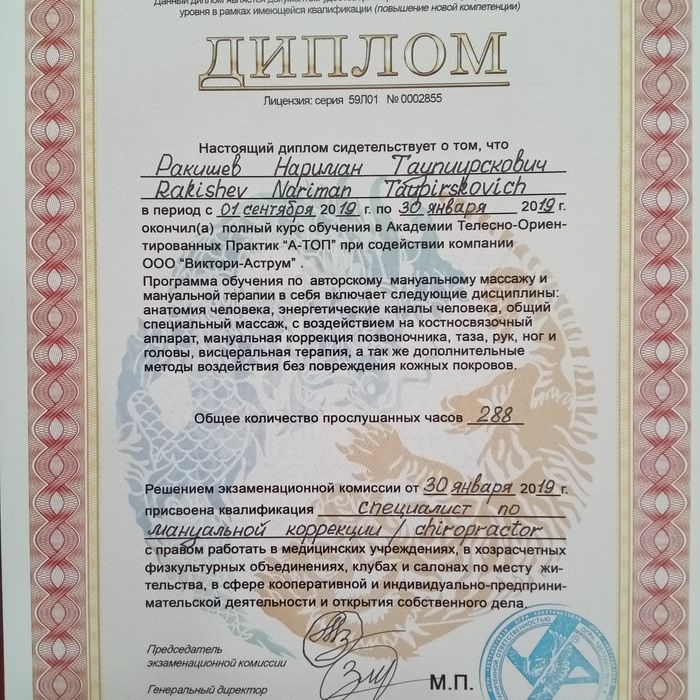 уровня в рамках имеющейся квалификации (повышение новой компетенции)
ДИПЛОМ
Лицензия: серия 59Л01 № 0002855
Настоящий диплом сидетельствует о том, что
Ракишев Нариман Таупиирскович
Rakishev Nariman Taupirskovich
в период с 01 сентября 2019 г. по 30 января 2019 г.
окончил(а) полный курс обучения в Академии Телесно-Ориен-
тированных Практик "А-ТОП" при содействии компании
ООО "Виктори-Аструм" .
Программа обучения по авторскому мануальному массажу и
мануальной терапии в себя включает следующие дисциплины:
анатомия человека, энергетические каналы человека, общий
специальный массаж, с воздействием на костносвязочный
аппарат, мануальная коррекция позвоночника, таза, рук, ног и
головы, висцеральная терапия, а так же дополнительные
методы воздействия без повреждения кожных покровов.
Общее количество прослушанных часов 288
Решением экзаменационной комиссии от 30 января 2019 г.
присвоена квалификация специалист по
мануальной коррекции / chiropractor
с правом работать в медицинских учреждениях, в хозрасчетных
физкультурных объединениях, клубах и салонах по месту жи-
тельства, в сфере кооперативной и индивидуально-предприни-
мательской деятельности и открытия собственного дела.
Председатель
экзаменационной комиссии
Генеральный директор
М.П.